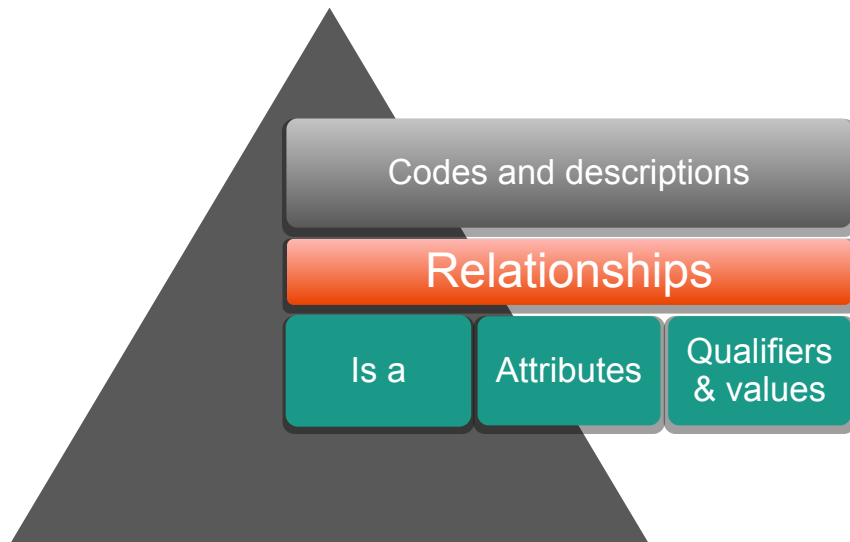 Codes and descriptions
Relationships
Is a
Attributes
Qualifiers
& values